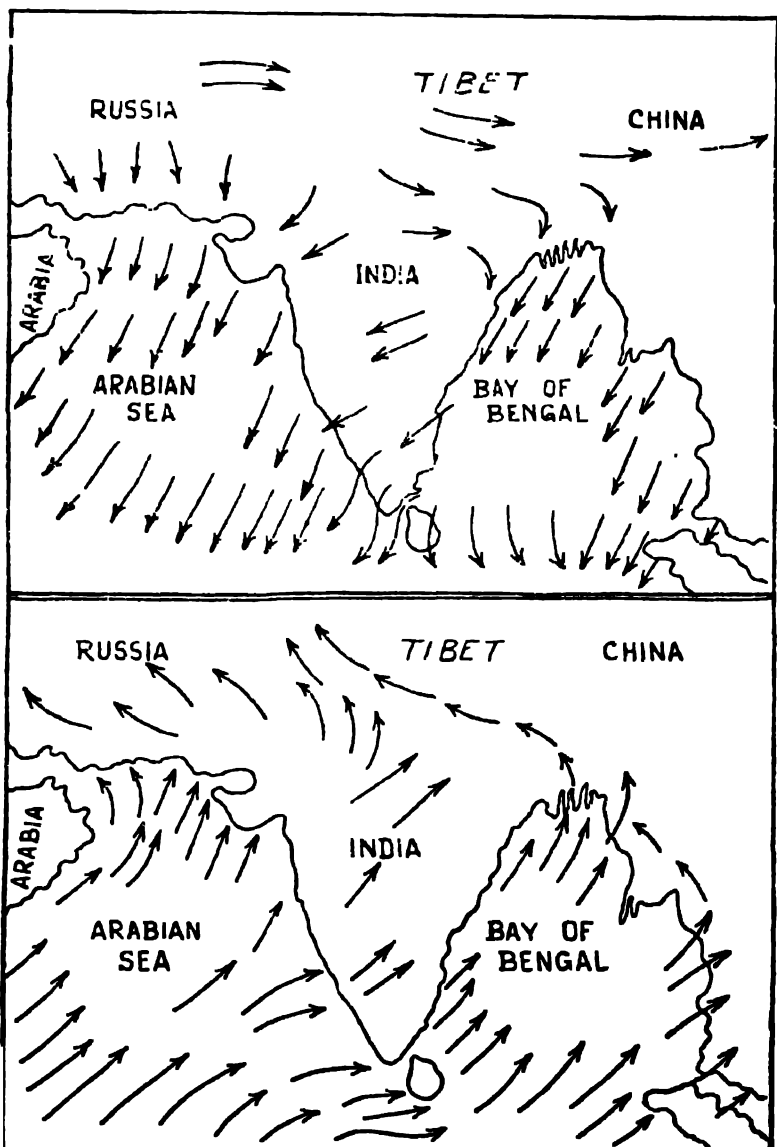 TIBET
RUSSIA
CHINA
INDIA
ARABIA
ARABIAN
SEA
BAY OF
BENGAL
RUSSIA
TIBET
CHINA
ARABIA
INDIA
ARABIAN
SEA
BAY OF
BENGAL